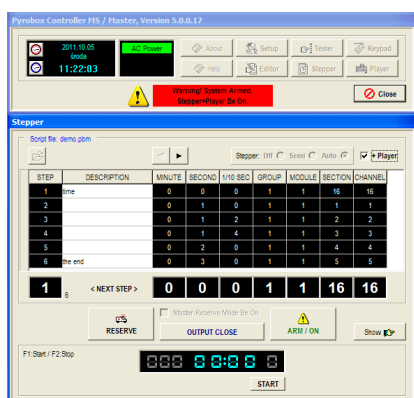 Pyrobox Controller MS / Master, Version 5.0.0.17
2011.10.05
środa
11:22:03
AC Power
About
Setup
Tester
Keypad
Help
Editor
Stepper
Player
Warning! System Armed.
Stepper+Player Be On.
Close
Stepper
Script file: demo.pbm
Stepper: Off Semi Auto + Player
STEP DESCRIPTION MINUTE SECOND 1/10 SEC GROUP MODULE SECTION CHANNEL
1 time 0 0 0 1 1 16 16
2 0 1 0 1 1 1 1
3 0 1 2 1 1 2 2
4 0 1 4 1 1 3 3
5 0 2 0 1 1 4 4
6 the end 0 3 0 1 1 5 5
1 6 < NEXT STEP > 0 0 0 1 1 16 16
RESERVE
Master-Reserve Mode Be On
OUTPUT CLOSE
ARM / ON
Show
F1:Start / F2:Stop
00:00
START